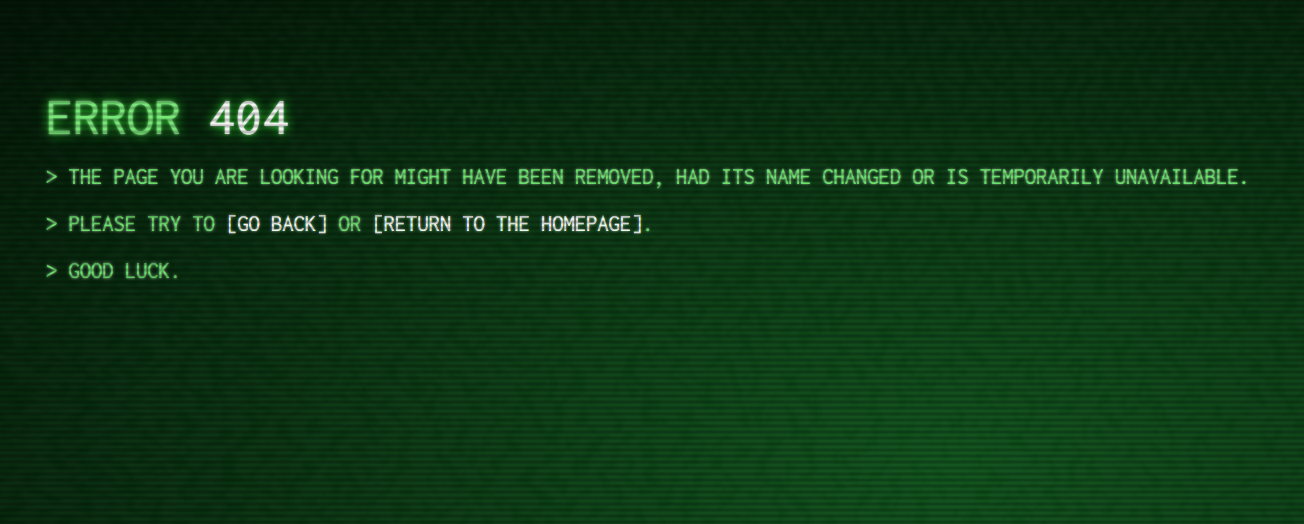 ERROR 404
> THE PAGE YOU ARE LOOKING FOR MIGHT HAVE BEEN REMOVED, HAD ITS NAME CHANGED OR IS TEMPORARILY UNAVAILABLE.
> PLEASE TRY TO [GO BACK] OR [RETURN TO THE HOMEPAGE].
> GOOD LUCK.